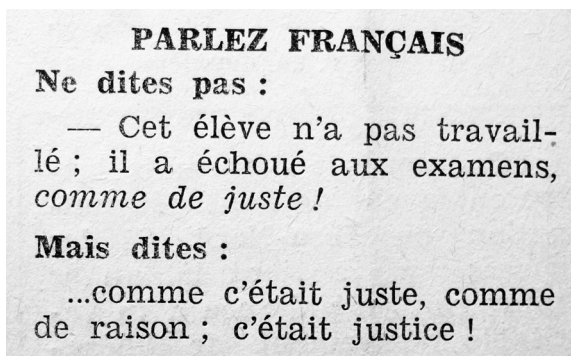 PARLEZ FRANÇAIS
Ne dites pas :
— Cet élève n'a pas travail-
lé ; il a échoué aux examens,
comme de juste !
Mais dites :
...comme c'était juste, comme
de raison ; c'était justice !